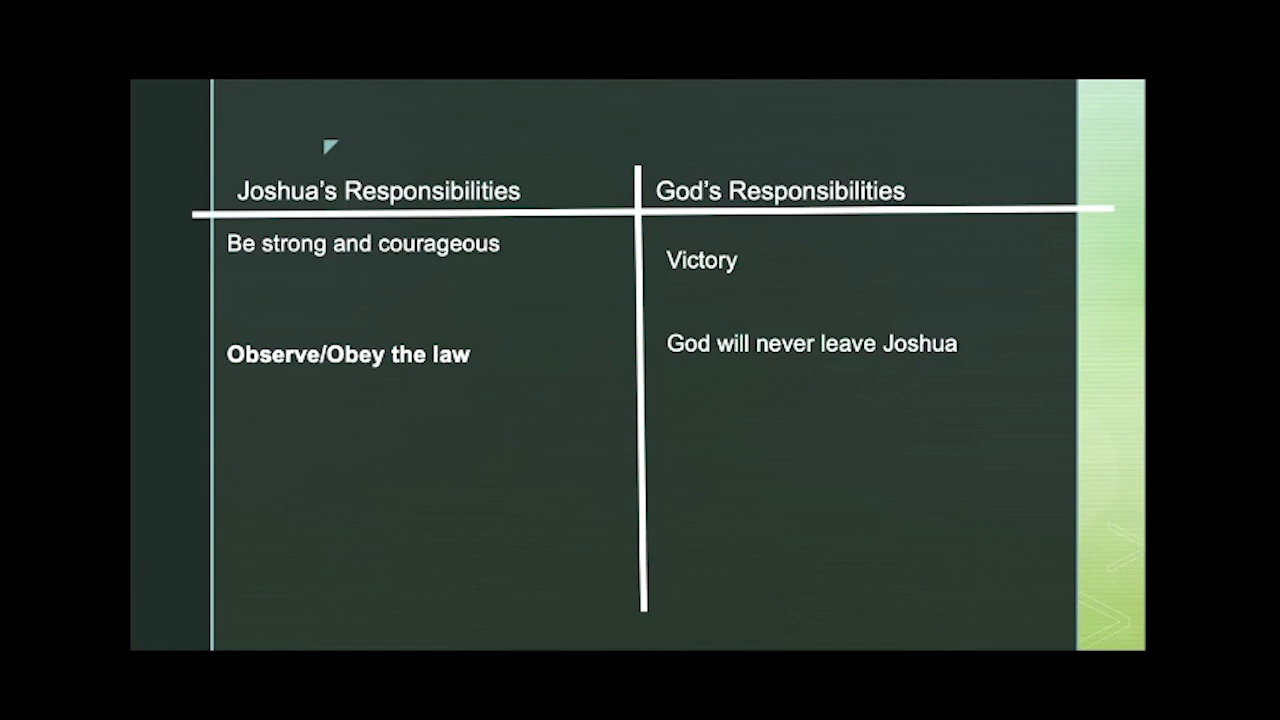 Joshua’s Responsibilities
God’s Responsibilities
Be strong and courageous
Victory
Observe/Obey the law
God will never leave Joshua